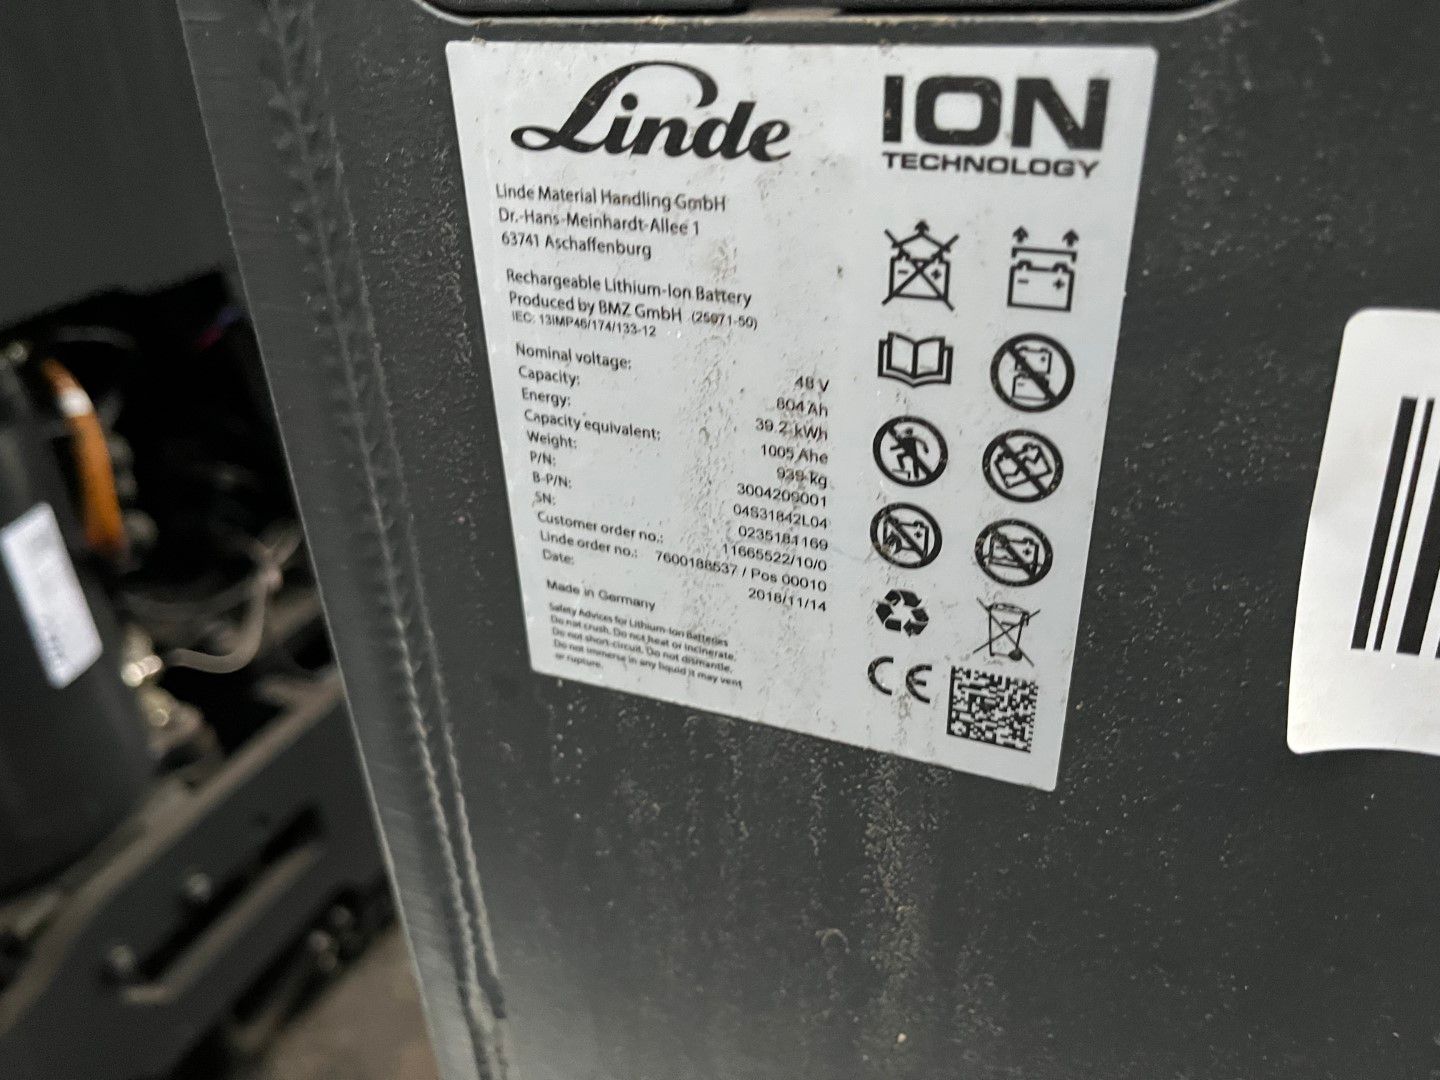 Linde
ION
TECHNOLOGY
Linde Material Handling GmbH
Dr.-Hans-Meinhardt-Allee 1
63741 Aschaffenburg
Rechargeable Lithium-Ion Battery
Produced by BMZ GmbH (25071-50)
IEC: 13IMP46/174/133-12
Nominal voltage: 48 V
Capacity: 804 Ah
Energy: 39.2 kWh
Capacity equivalent: 1005 Ahe
Weight: 939 kg
P/N: 3004209001
B-P/N: 04S31842L04
SN: 0235181169
Customer order no.: 11665522/10/0
Linde order no.: 7600188537 / Pos 00010
Date: 2018/11/14
Made in Germany
Safety Advices for Lithium-Ion Batteries
Do not crush. Do not heat or incinerate.
Do not short-circuit. Do not dismantle.
Do not immerse in any liquid it may vent
or rupture.
CE